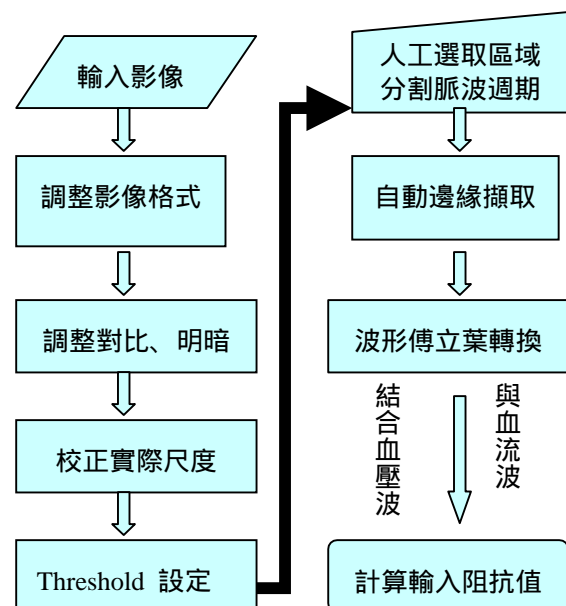 輸入影像
調整影像格式
調整對比、明暗
校正實際尺度
Threshold 設定
人工選取區域
分割脈波週期
自動邊緣擷取
波形傅立葉轉換
結合血壓波
與血流波
計算輸入阻抗值